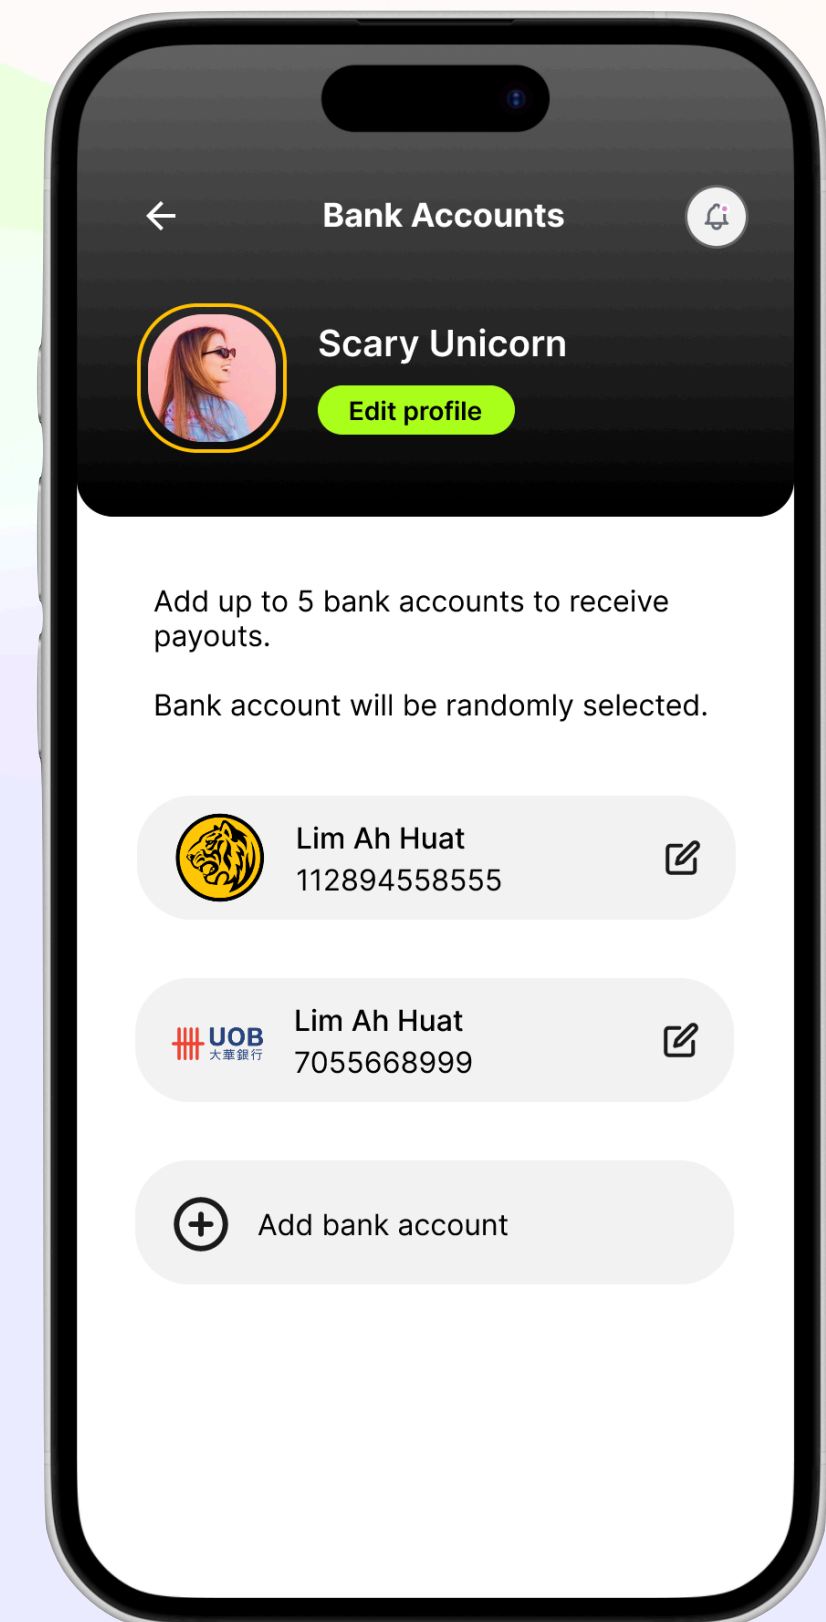 Bank Accounts
Scary Unicorn
Edit profile
Add up to 5 bank accounts to receive
payouts.
Bank account will be randomly selected.
Lim Ah Huat
112894558555
UOB
大華銀行
Lim Ah Huat
7055668999
Add bank account